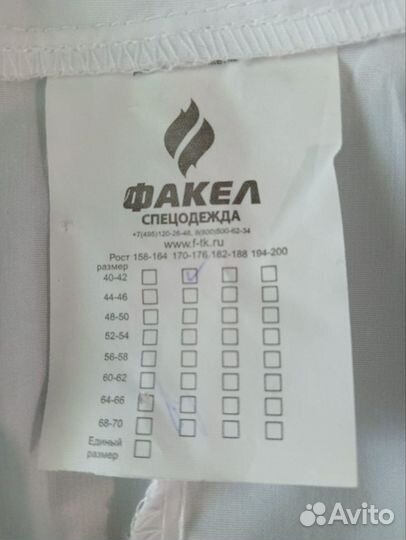 ФАКЕЛ
СПЕЦОДЕЖДА
+7(495)120-26-46, 8(800)500-62-34
www.f-tk.ru
Рост 158-164 170-176 182-188 194-200
размер
40-42
44-46
48-50
52-54
56-58
60-62
64-66
68-70
Единый
размер
Avito